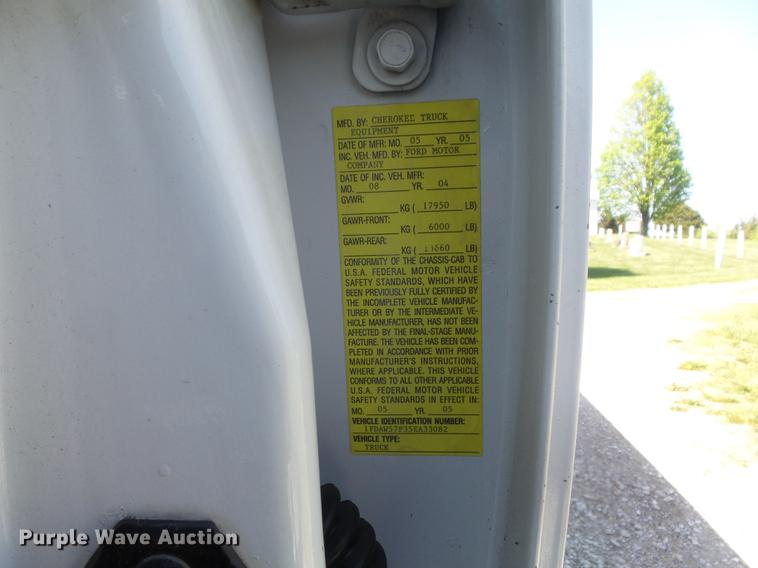 MFD. BY: CHEROKEE TRUCK
EQUIPMENT
DATE OF MFR: MO. 05 YR. 05
INC. VEH. MFD. BY: FORD MOTOR
COMPANY
DATE OF INC. VEH. MFR:
MO. 08 YR. 04
GVWR:
KG ( 17950 LB)
GAWR-FRONT:
KG ( 6000 LB)
GAWR-REAR:
KG ( LB)
CONFORMITY OF THE CHASSIS-CAB TO
U.S.A. FEDERAL MOTOR VEHICLE
SAFETY STANDARDS, WHICH HAVE
BEEN PREVIOUSLY FULLY CERTIFIED BY
THE INCOMPLETE VEHICLE MANUFAC-
TURER OR BY THE INTERMEDIATE VE-
HICLE MANUFACTURER, HAS NOT BEEN
AFFECTED BY THE FINAL-STAGE MANU-
FACTURE. THE VEHICLE HAS BEEN COM-
PLETED IN ACCORDANCE WITH PRIOR
MANUFACTURER'S INSTRUCTIONS,
WHERE APPLICABLE. THIS VEHICLE
CONFORMS TO ALL OTHER APPLICABLE
U.S.A. FEDERAL MOTOR VEHICLE
SAFETY STANDARDS IN EFFECT IN:
MO. 05 YR. 05
VEHICLE IDENTIFICATION NUMBER:
1FDAW57P35EA33082
VEHICLE TYPE:
TRUCK
Purple Wave Auction